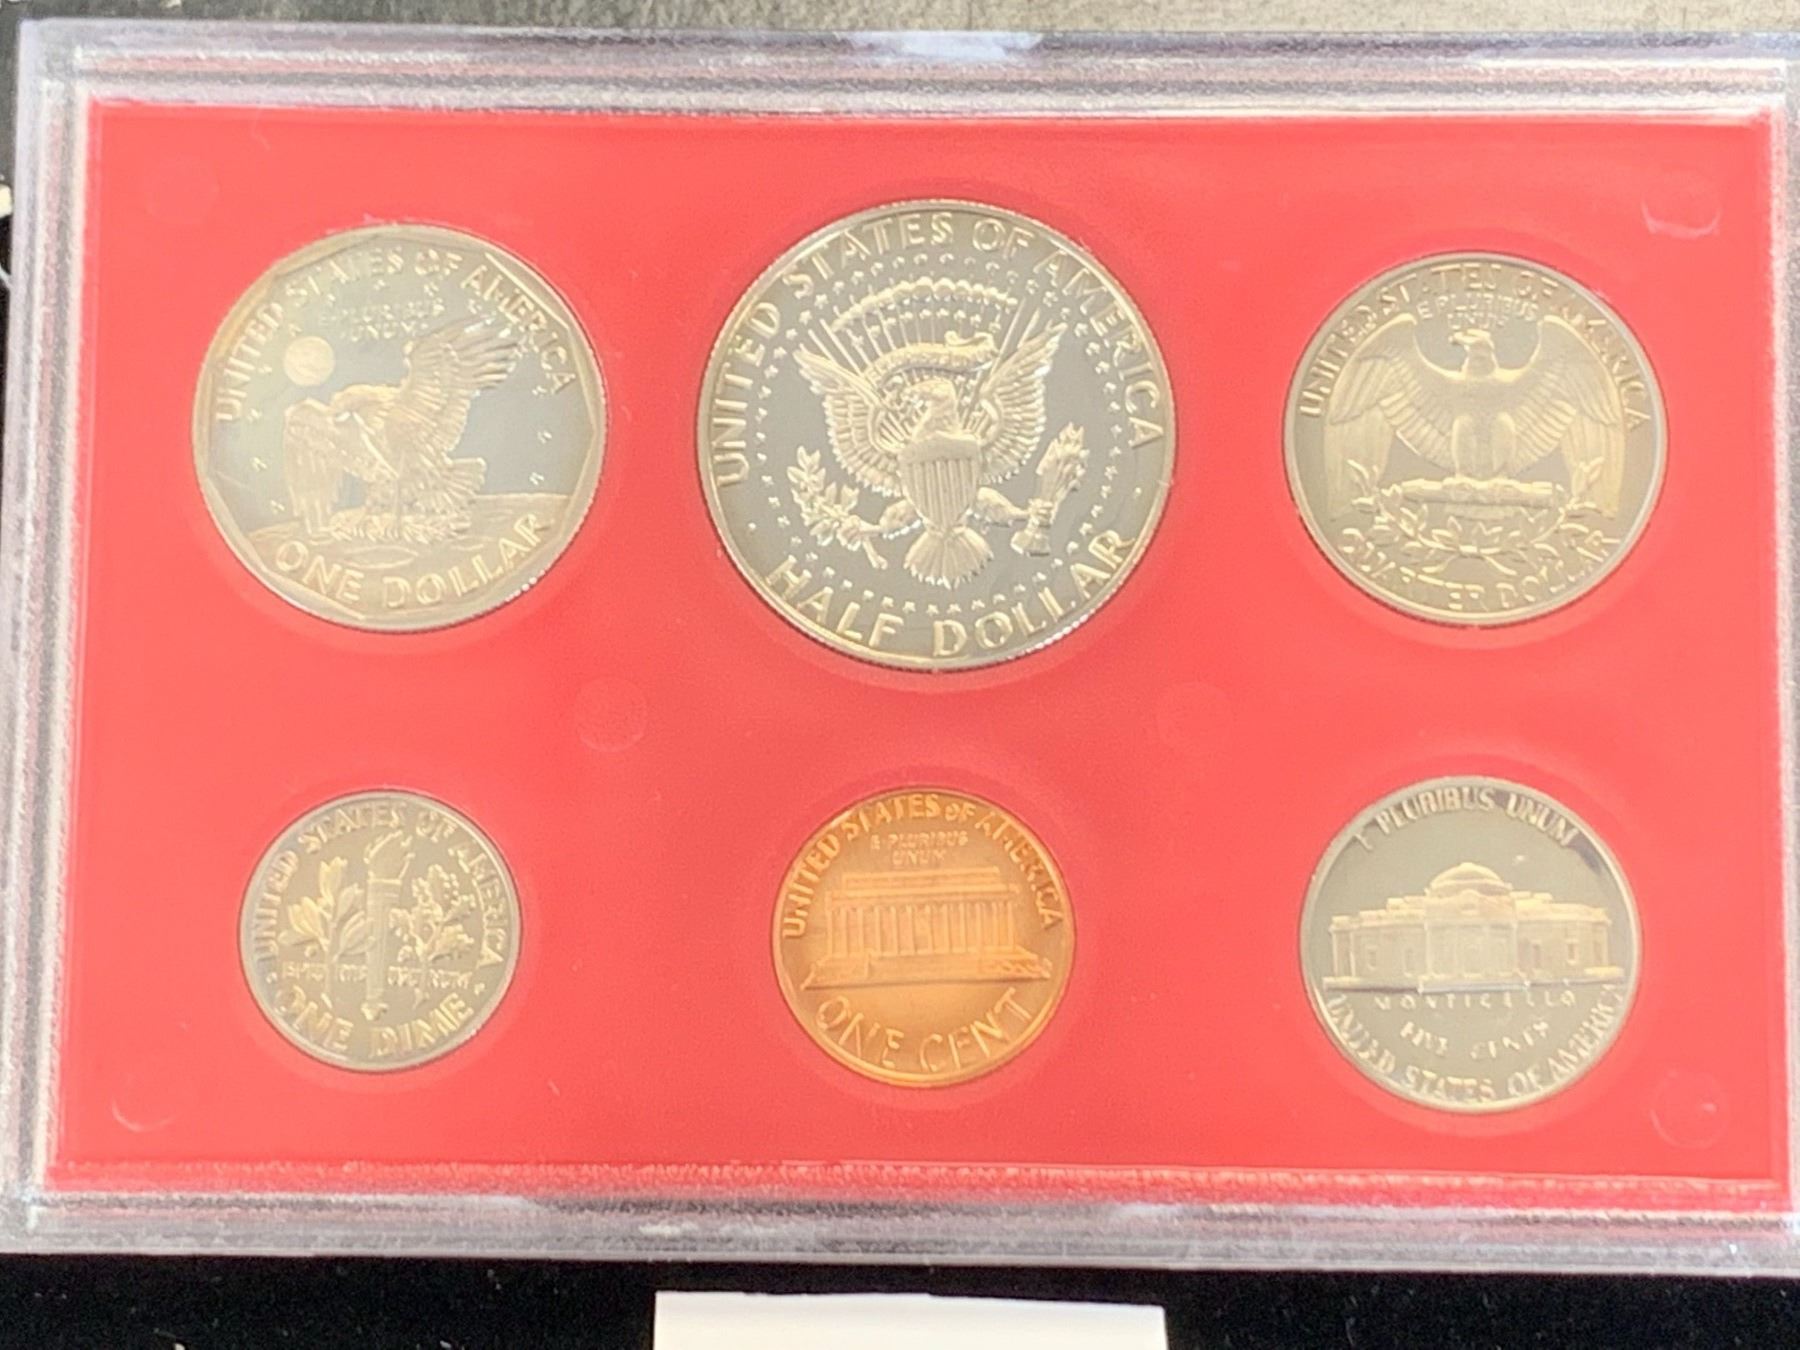 UNITED STATES OF AMERICA
E PLURIBUS
UNUM
ONE DOLLAR
UNITED STATES OF AMERICA
HALF DOLLAR
UNITED STATES OF AMERICA
E PLURIBUS
UNUM
QUARTER DOLLAR
UNITED STATES OF AMERICA
E PLURIBUS UNUM
ONE DIME
UNITED STATES OF AMERICA
E·PLURIBUS
UNUM
ONE CENT
E PLURIBUS UNUM
MONTICELLO
FIVE CENTS
UNITED STATES OF AMERICA